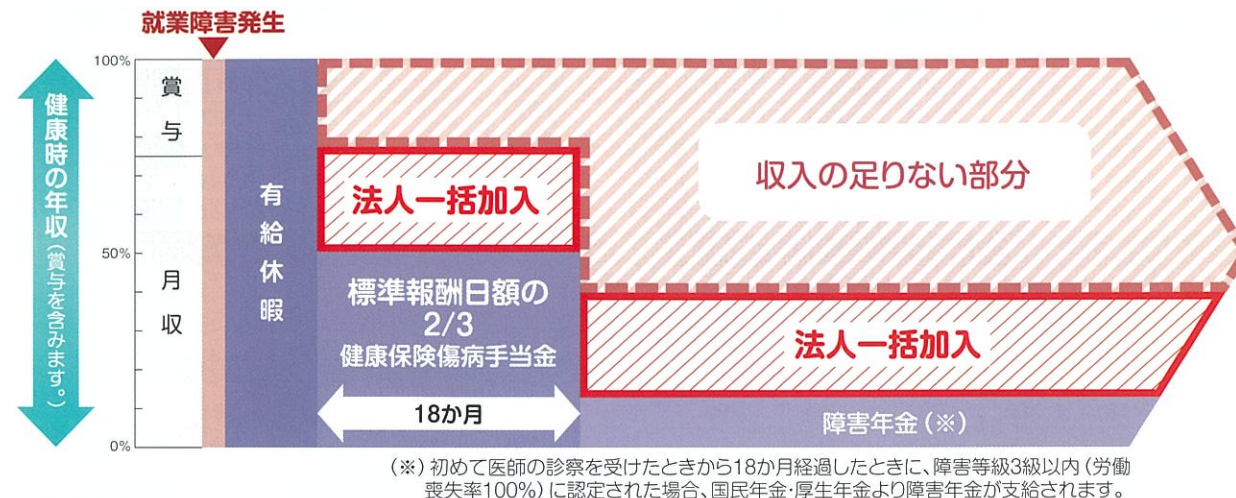 就業障害発生
100%
50%
0%
健康時の年収(賞与を含みます。)
賞与
月収
有給休暇
法人一括加入
標準報酬日額の
2/3
健康保険傷病手当金
18か月
収入の足りない部分
法人一括加入
障害年金(※)
(※)初めて医師の診察を受けたときから18か月経過したときに、障害等級3級以内(労働
喪失率100%)に認定された場合、国民年金・厚生年金より障害年金が支給されます。